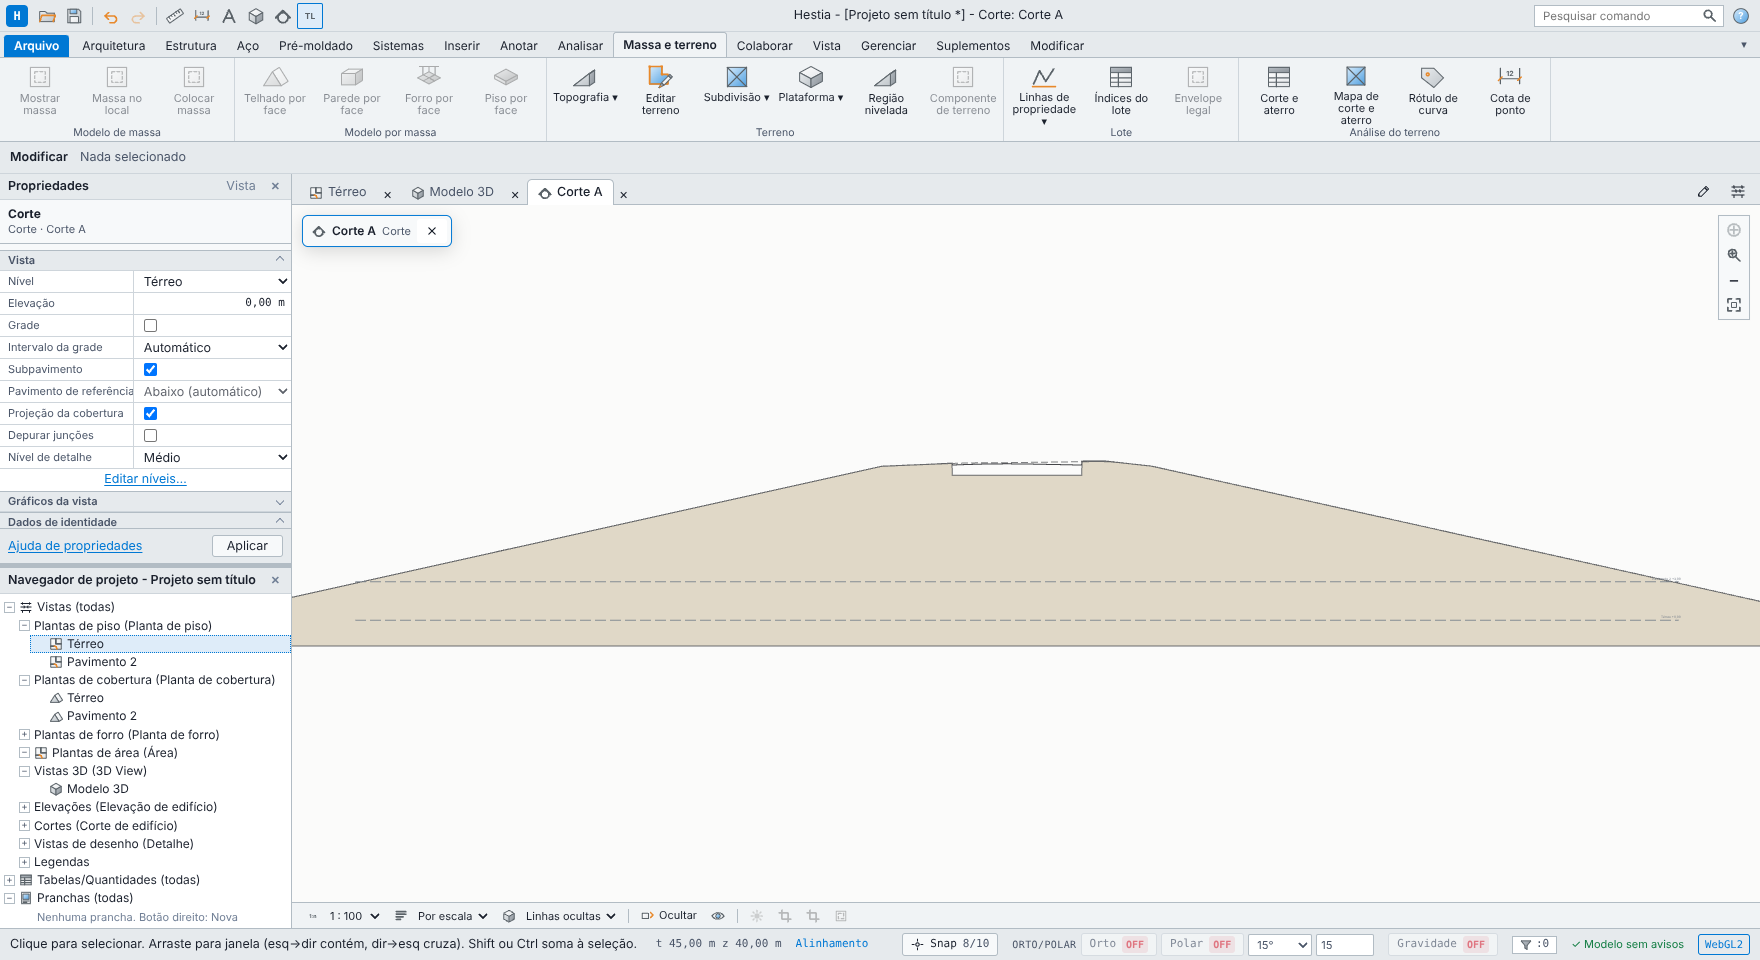 H
TL
Hestia - [Projeto sem título *] - Corte: Corte A
Pesquisar comando
?
Arquivo Arquitetura Estrutura Aço Pré-moldado Sistemas Inserir Anotar Analisar Massa e terreno Colaborar Vista Gerenciar Suplementos Modificar
Mostrar massa
Massa no local
Colocar massa
Modelo de massa
Telhado por face
Parede por face
Forro por face
Piso por face
Modelo por massa
Topografia ▾
Editar terreno
Subdivisão ▾
Plataforma ▾
Região nivelada
Componente de terreno
Terreno
Linhas de propriedade ▾
Índices do lote
Envelope legal
Lote
Corte e aterro
Mapa de corte e aterro
Rótulo de curva
12
Cota de ponto
Análise do terreno
Modificar Nada selecionado
Propriedades Vista ×
Corte
Corte · Corte A
Vista
Nível Térreo
Elevação 0,00 m
Grade
Intervalo da grade Automático
Subpavimento
Pavimento de referência Abaixo (automático)
Projeção da cobertura
Depurar junções
Nível de detalhe Médio
Editar níveis...
Gráficos da vista
Dados de identidade
Ajuda de propriedades Aplicar
Navegador de projeto - Projeto sem título ×
Vistas (todas)
Plantas de piso (Planta de piso)
Térreo
Pavimento 2
Plantas de cobertura (Planta de cobertura)
Térreo
Pavimento 2
Plantas de forro (Planta de forro)
Plantas de área (Área)
Vistas 3D (3D View)
Modelo 3D
Elevações (Elevação de edifício)
Cortes (Corte de edifício)
Vistas de desenho (Detalhe)
Legendas
Tabelas/Quantidades (todas)
Pranchas (todas)
Nenhuma prancha. Botão direito: Nova
Térreo × Modelo 3D × Corte A ×
Corte A Corte ×
1 : 100 Por escala Linhas ocultas Ocultar
Clique para selecionar. Arraste para janela (esq→dir contém, dir→esq cruza). Shift ou Ctrl soma à seleção. t 45,00 m z 40,00 m Alinhamento Snap 8/10 ORTO/POLAR Orto OFF Polar OFF 15° 15 Gravidade OFF :0 ✓ Modelo sem avisos WebGL2